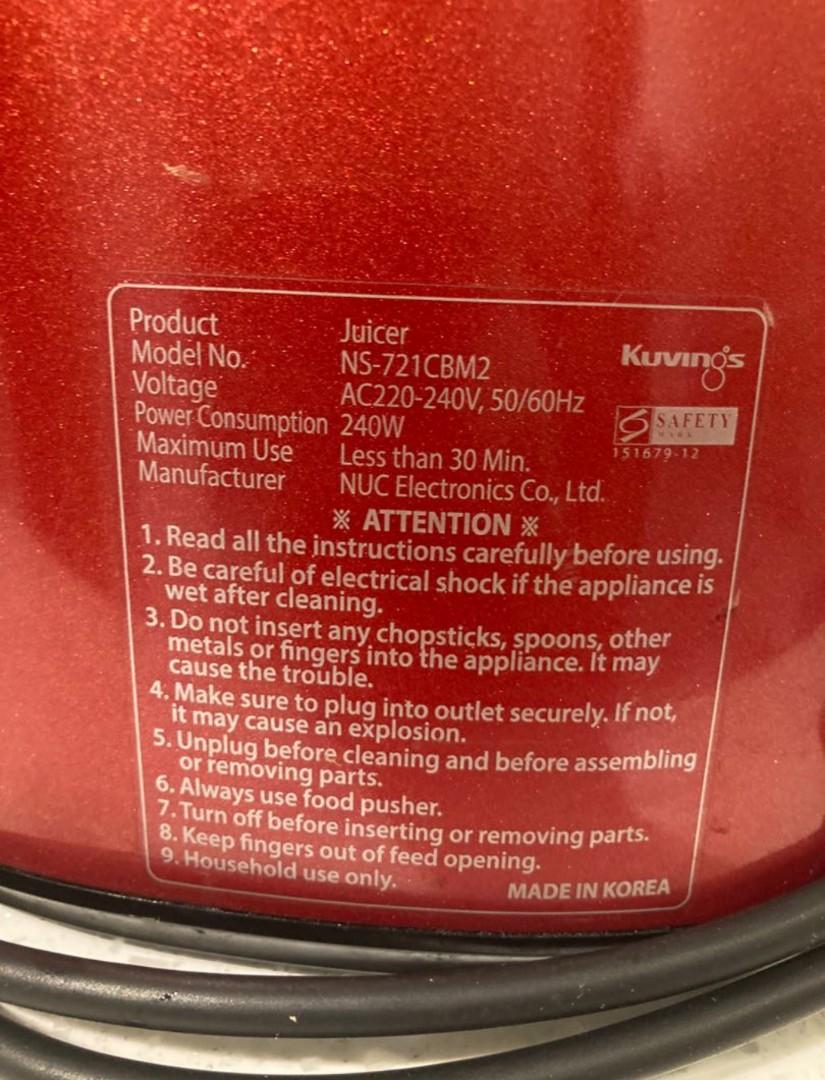 Product Juicer
Model No. NS-721CBM2
Voltage AC220-240V, 50/60Hz
Power Consumption 240W
Maximum Use Less than 30 Min.
Manufacturer NUC Electronics Co., Ltd.
Kuvings
SAFETY
MARK
151679-12
※ ATTENTION ※
1. Read all the instructions carefully before using.
2. Be careful of electrical shock if the appliance is
wet after cleaning.
3. Do not insert any chopsticks, spoons, other
metals or fingers into the appliance. It may
cause the trouble.
4. Make sure to plug into outlet securely. If not,
it may cause an explosion.
5. Unplug before cleaning and before assembling
or removing parts.
6. Always use food pusher.
7. Turn off before inserting or removing parts.
8. Keep fingers out of feed opening.
9. Household use only.
MADE IN KOREA